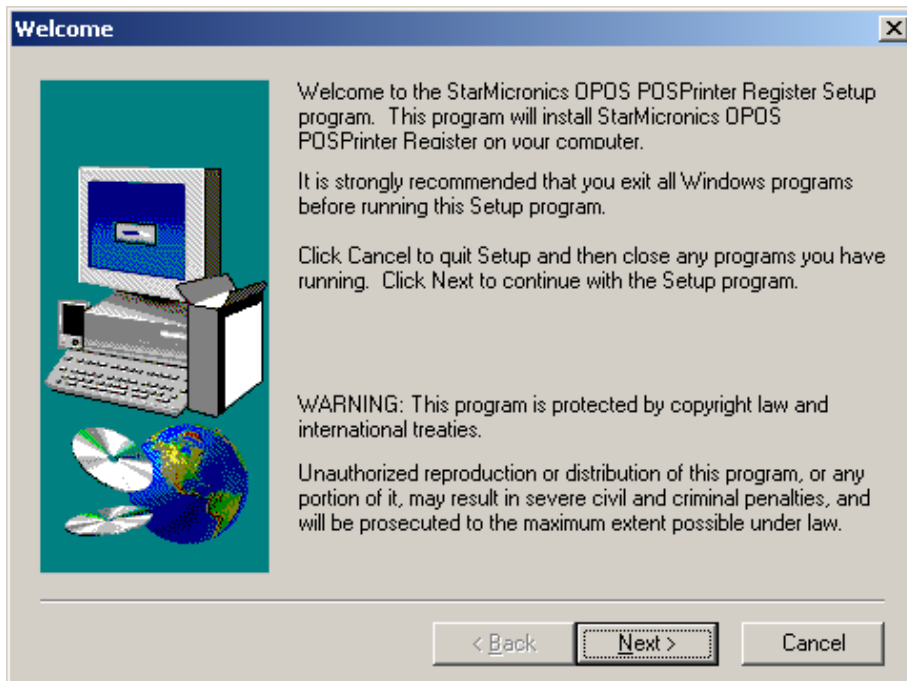 Welcome
Welcome to the StarMicronics OPOS POSPrinter Register Setup
program.  This program will install StarMicronics OPOS
POSPrinter Register on your computer.
It is strongly recommended that you exit all Windows programs
before running this Setup program.
Click Cancel to quit Setup and then close any programs you have
running.  Click Next to continue with the Setup program.
WARNING: This program is protected by copyright law and
international treaties.
Unauthorized reproduction or distribution of this program, or any
portion of it, may result in severe civil and criminal penalties, and
will be prosecuted to the maximum extent possible under law.
< Back
Next >
Cancel